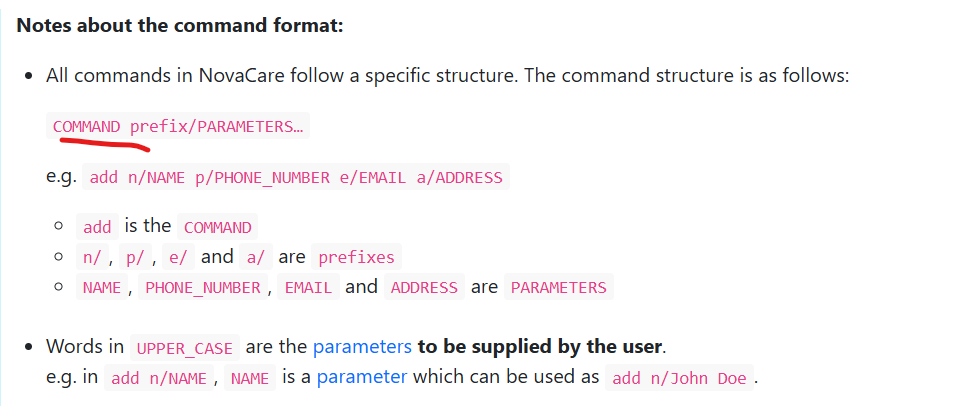 Notes about the command format:
All commands in NovaCare follow a specific structure. The command structure is as follows:
COMMAND prefix/PARAMETERS…
e.g. add n/NAME p/PHONE_NUMBER e/EMAIL a/ADDRESS
add is the COMMAND
n/ , p/ , e/ and a/ are prefixes
NAME , PHONE_NUMBER , EMAIL and ADDRESS are PARAMETERS
Words in UPPER_CASE are the parameters to be supplied by the user.
e.g. in add n/NAME , NAME is a parameter which can be used as add n/John Doe .